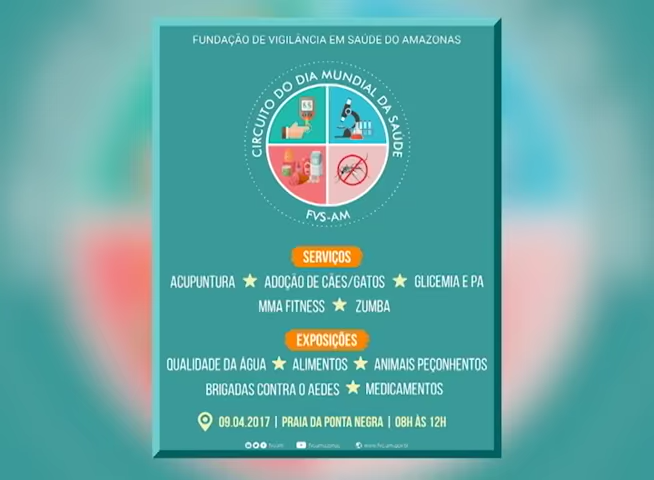 FUNDAÇÃO DE VIGILÂNCIA EM SAÚDE DO AMAZONAS
CIRCUITO DO DIA MUNDIAL DA SAÚDE
FVS-AM
SERVIÇOS
ACUPUNTURA ★ ADOÇÃO DE CÃES/GATOS ★ GLICEMIA E PA
MMA FITNESS ★ ZUMBA
EXPOSIÇÕES
QUALIDADE DA ÁGUA ★ ALIMENTOS ★ ANIMAIS PEÇONHENTOS
BRIGADAS CONTRA O AEDES ★ MEDICAMENTOS
09.04.2017 | PRAIA DA PONTA NEGRA | 08H ÀS 12H